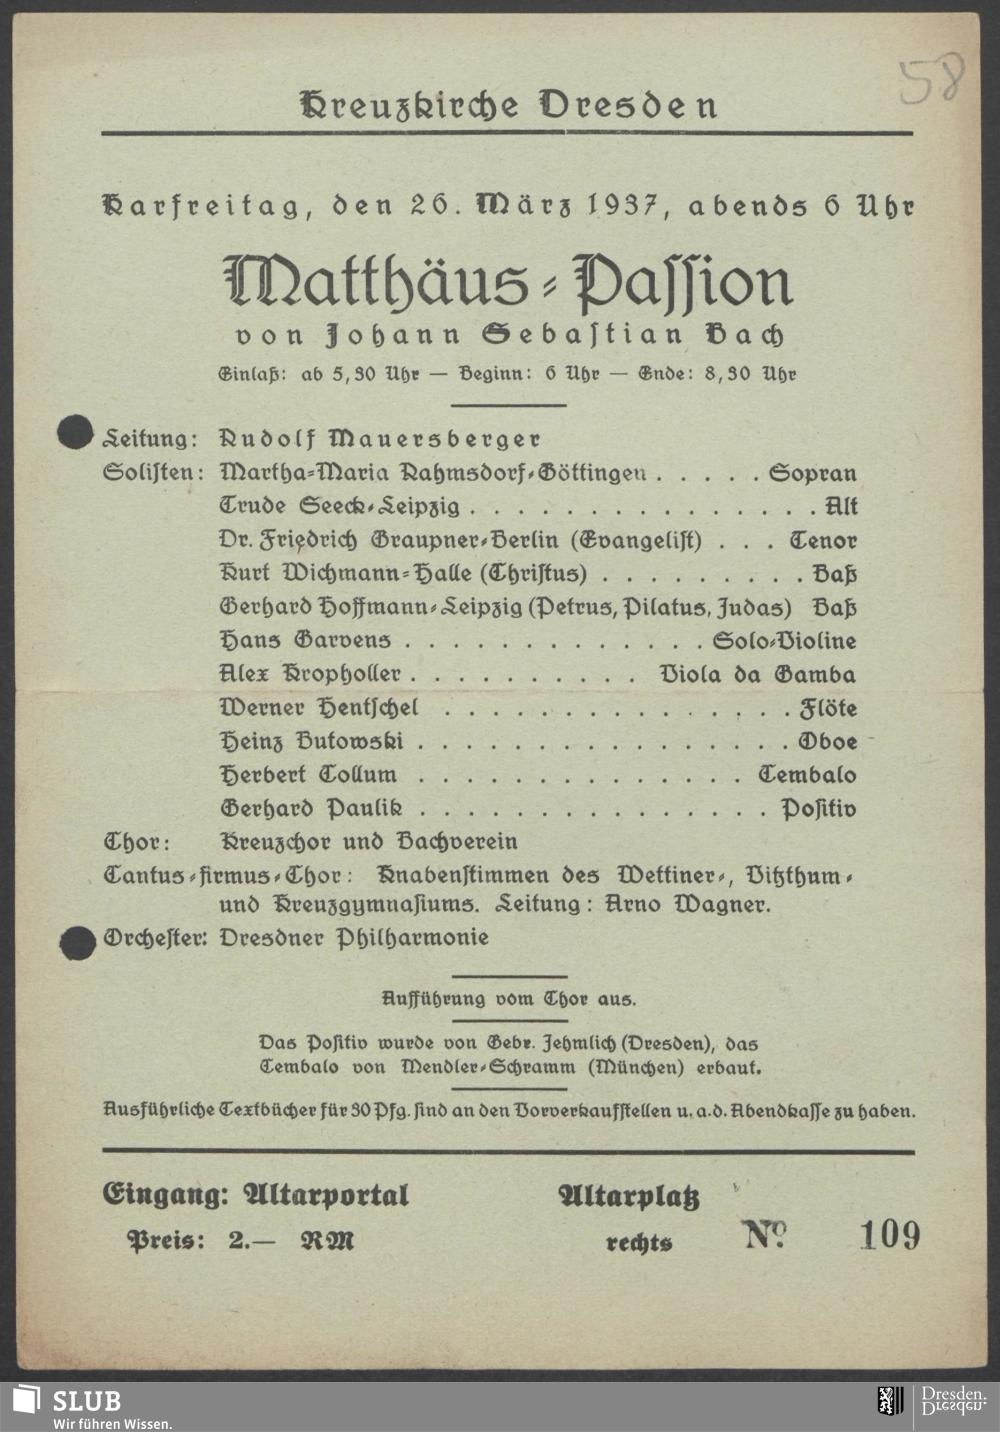 58
Kreuzkirche Dresden
Karfreitag, den 26. März 1937, abends 6 Uhr
Matthäus-Passion
von Johann Sebastian Bach
Einlaß: ab 5,30 Uhr — Beginn: 6 Uhr — Ende: 8,30 Uhr
Leitung: Rudolf Mauersberger
Solisten: Martha-Maria Rahmsdorf-Göttingen . . . . . Sopran
Trude Seeck-Leipzig . . . . . . . . . . . . . . . . Alt
Dr. Friedrich Graupner-Berlin (Evangelist) . . . Tenor
Kurt Wichmann-Halle (Christus) . . . . . . . . . Baß
Gerhard Hoffmann-Leipzig (Petrus, Pilatus, Judas) Baß
Hans Garvens . . . . . . . . . . . . . Solo-Violine
Alex Kropholler . . . . . . . . . . Viola da Gamba
Werner Hentschel . . . . . . . . . . . . . . . Flöte
Heinz Butowski . . . . . . . . . . . . . . . . Oboe
Herbert Collum . . . . . . . . . . . . . . Cembalo
Gerhard Paulik . . . . . . . . . . . . . . . Positiv
Chor: Kreuzchor und Bachverein
Cantus-firmus-Chor: Knabenstimmen des Wettiner-, Vitzthum-
und Kreuzgymnasiums. Leitung: Arno Wagner.
Orchester: Dresdner Philharmonie
Aufführung vom Chor aus.
Das Positiv wurde von Gebr. Jehmlich (Dresden), das
Cembalo von Mendler-Schramm (München) erbaut.
Ausführliche Textbücher für 30 Pfg. sind an den Vorverkaufstellen u. a. d. Abendkasse zu haben.
Eingang: Altarportal Altarplatz
Preis: 2.— RM rechts No. 109
SLUB
Wir führen Wissen.
Dresden.
Dresden.